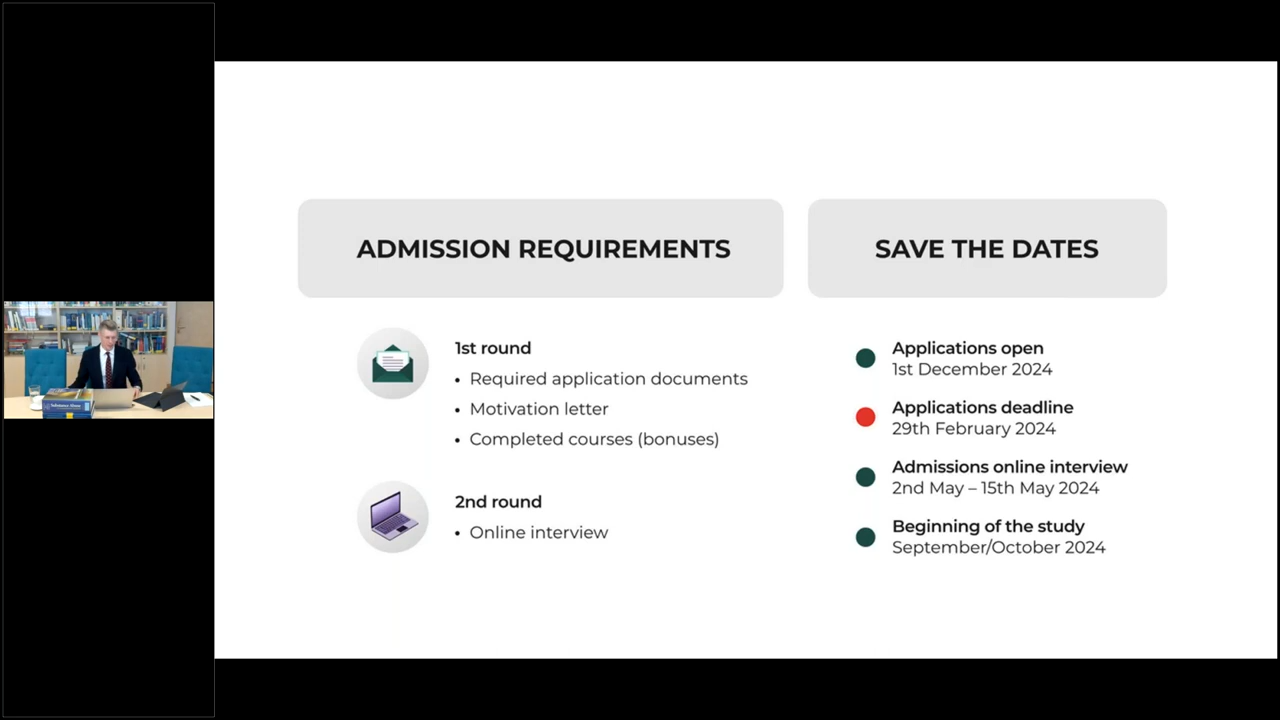 ADMISSION REQUIREMENTS
1st round
• Required application documents
• Motivation letter
• Completed courses (bonuses)
2nd round
• Online interview
SAVE THE DATES
Applications open
1st December 2024
Applications deadline
29th February 2024
Admissions online interview
2nd May – 15th May 2024
Beginning of the study
September/October 2024